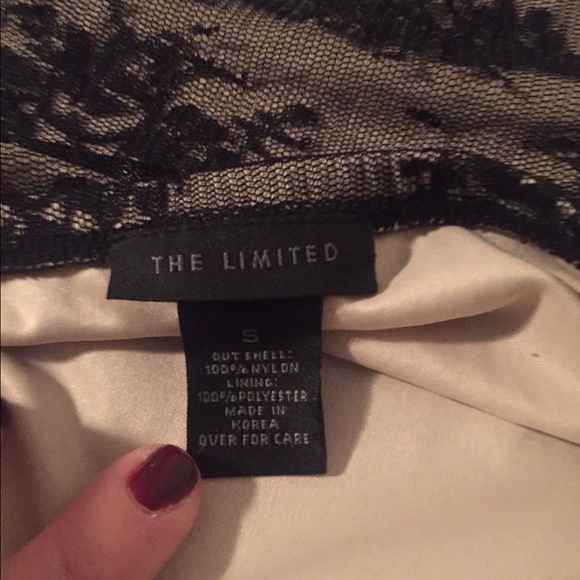 THE LIMITED
S
OUT SHELL:
100% NYLON
LINING:
100% POLYESTER
MADE IN
KOREA
OVER FOR CARE